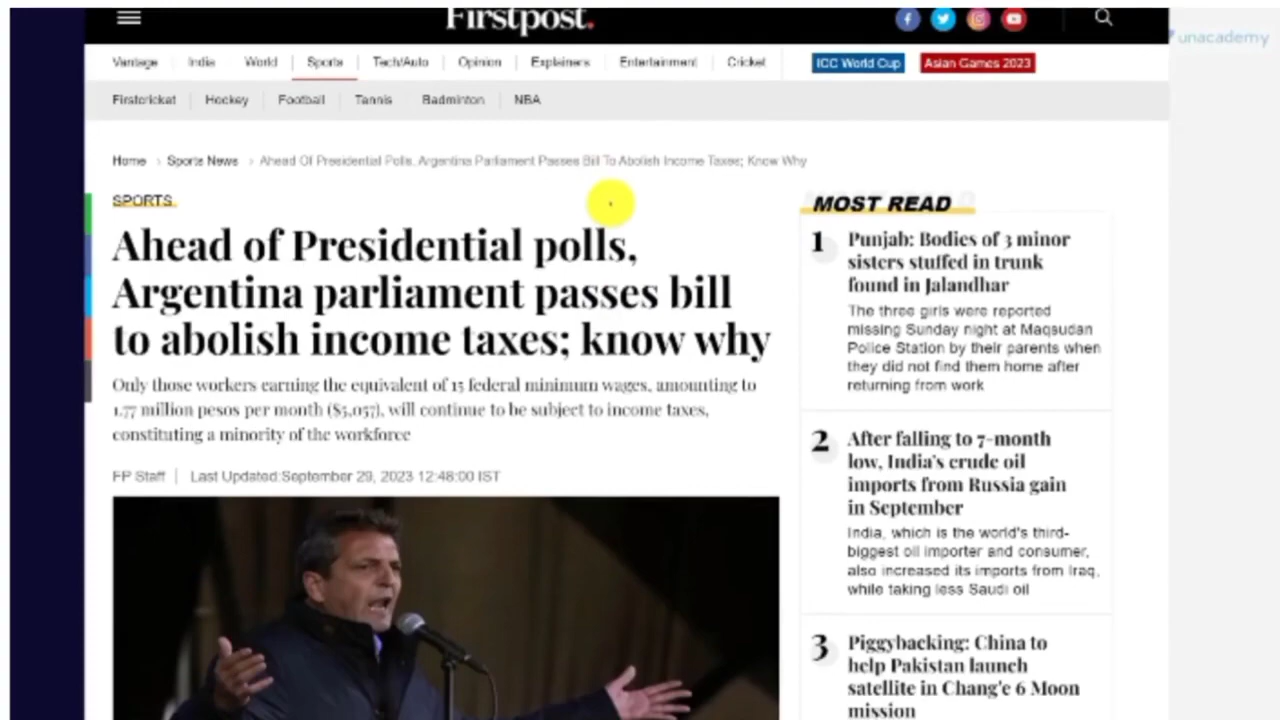 Firstpost.
unacademy
Vantage India World Sports Tech/Auto Opinion Explainers Entertainment Cricket ICC World Cup Asian Games 2023
Firstcricket Hockey Football Tennis Badminton NBA
Home › Sports News › Ahead Of Presidential Polls, Argentina Parliament Passes Bill To Abolish Income Taxes; Know Why
SPORTS
Ahead of Presidential polls,
Argentina parliament passes bill
to abolish income taxes; know why
Only those workers earning the equivalent of 15 federal minimum wages, amounting to
1.77 million pesos per month ($5,057), will continue to be subject to income taxes,
constituting a minority of the workforce
FP Staff | Last Updated:September 29, 2023 12:48:00 IST
MOST READ
1 Punjab: Bodies of 3 minor
sisters stuffed in trunk
found in Jalandhar
The three girls were reported
missing Sunday night at Maqsudan
Police Station by their parents when
they did not find them home after
returning from work
2 After falling to 7-month
low, India's crude oil
imports from Russia gain
in September
India, which is the world's third-
biggest oil importer and consumer,
also increased its imports from Iraq,
while taking less Saudi oil
3 Piggybacking: China to
help Pakistan launch
satellite in Chang'e 6 Moon
mission